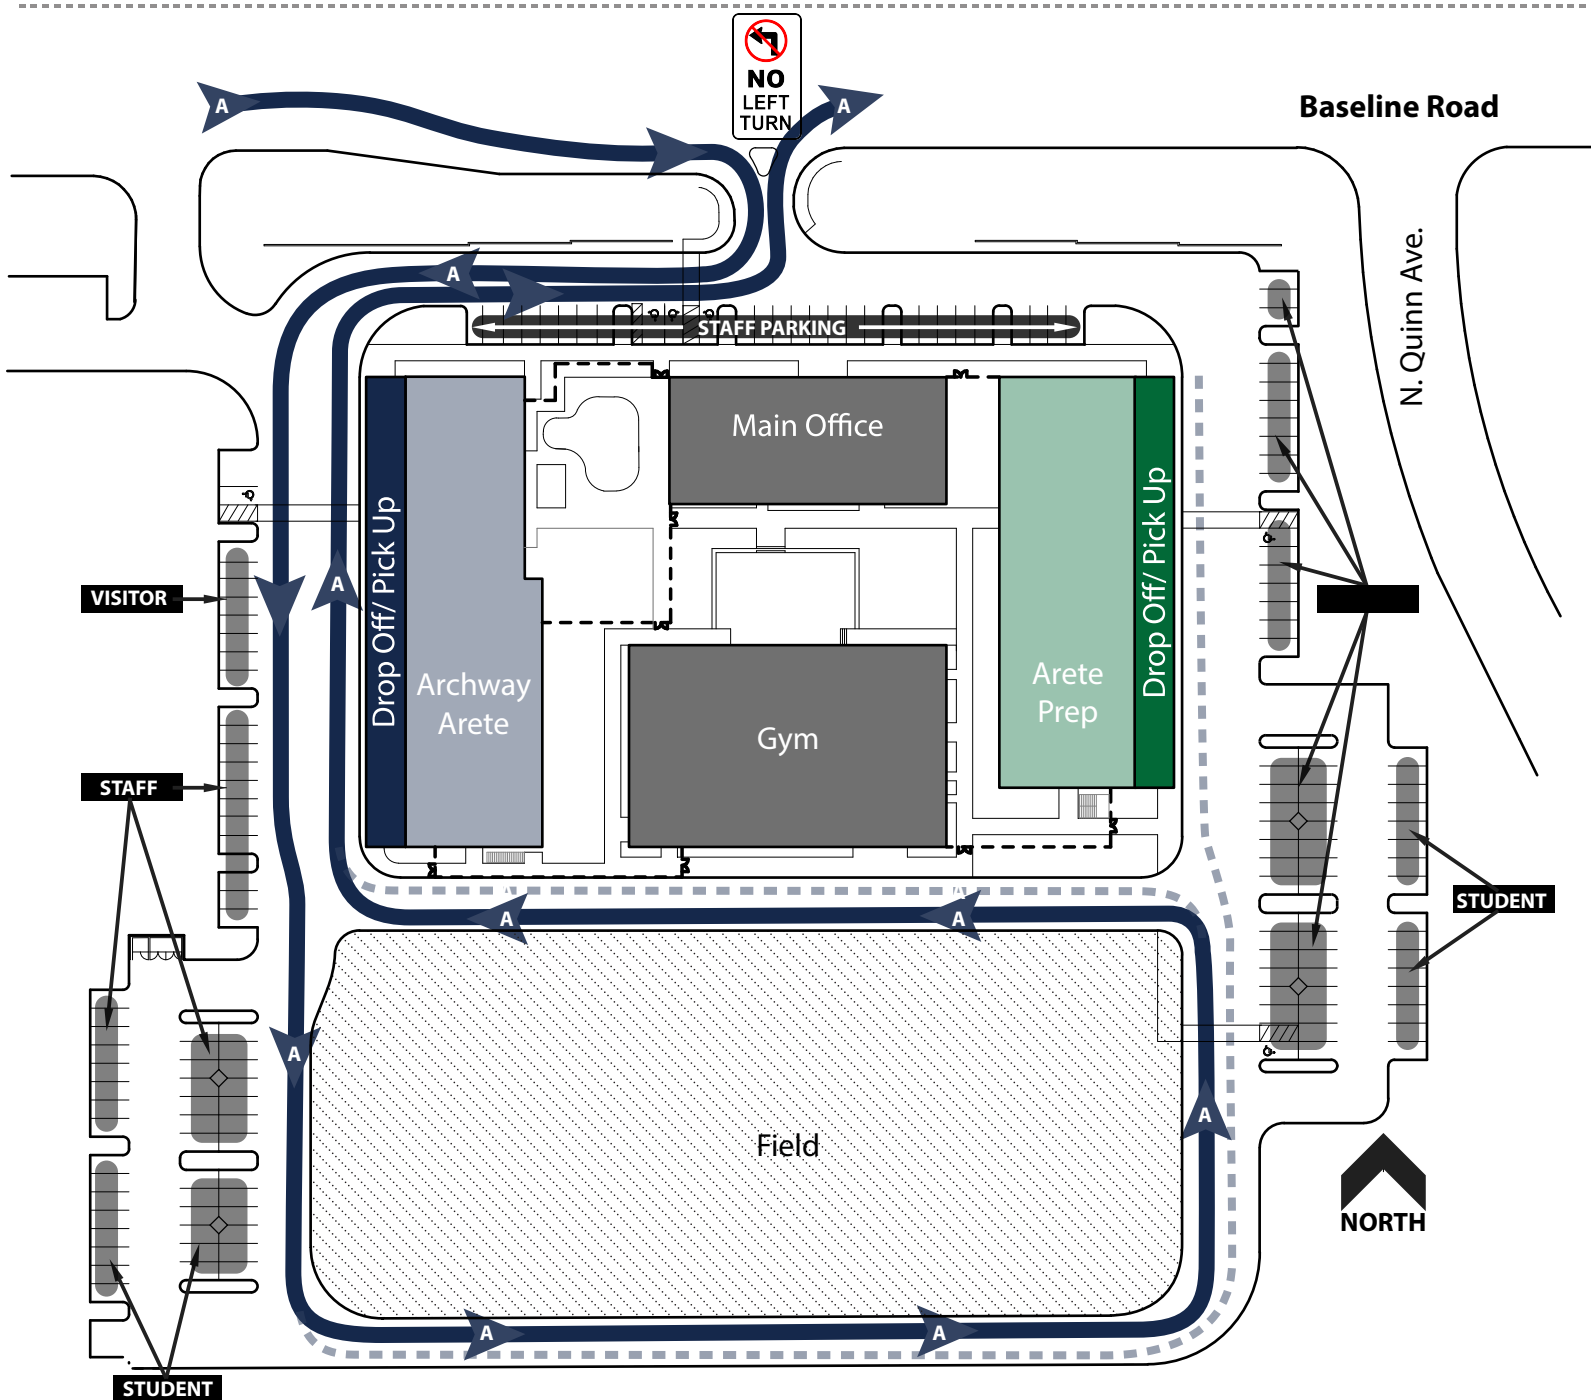 NO
LEFT
TURN
A
A
Baseline Road
A
N. Quinn Ave.
STAFF PARKING
Main Office
Drop Off/ Pick Up
Archway
Arete
Arete
Prep
Drop Off/ Pick Up
A
VISITOR
Gym
STAFF
A
A
A
A
STUDENT
A
A
Field
NORTH
A
A
STUDENT